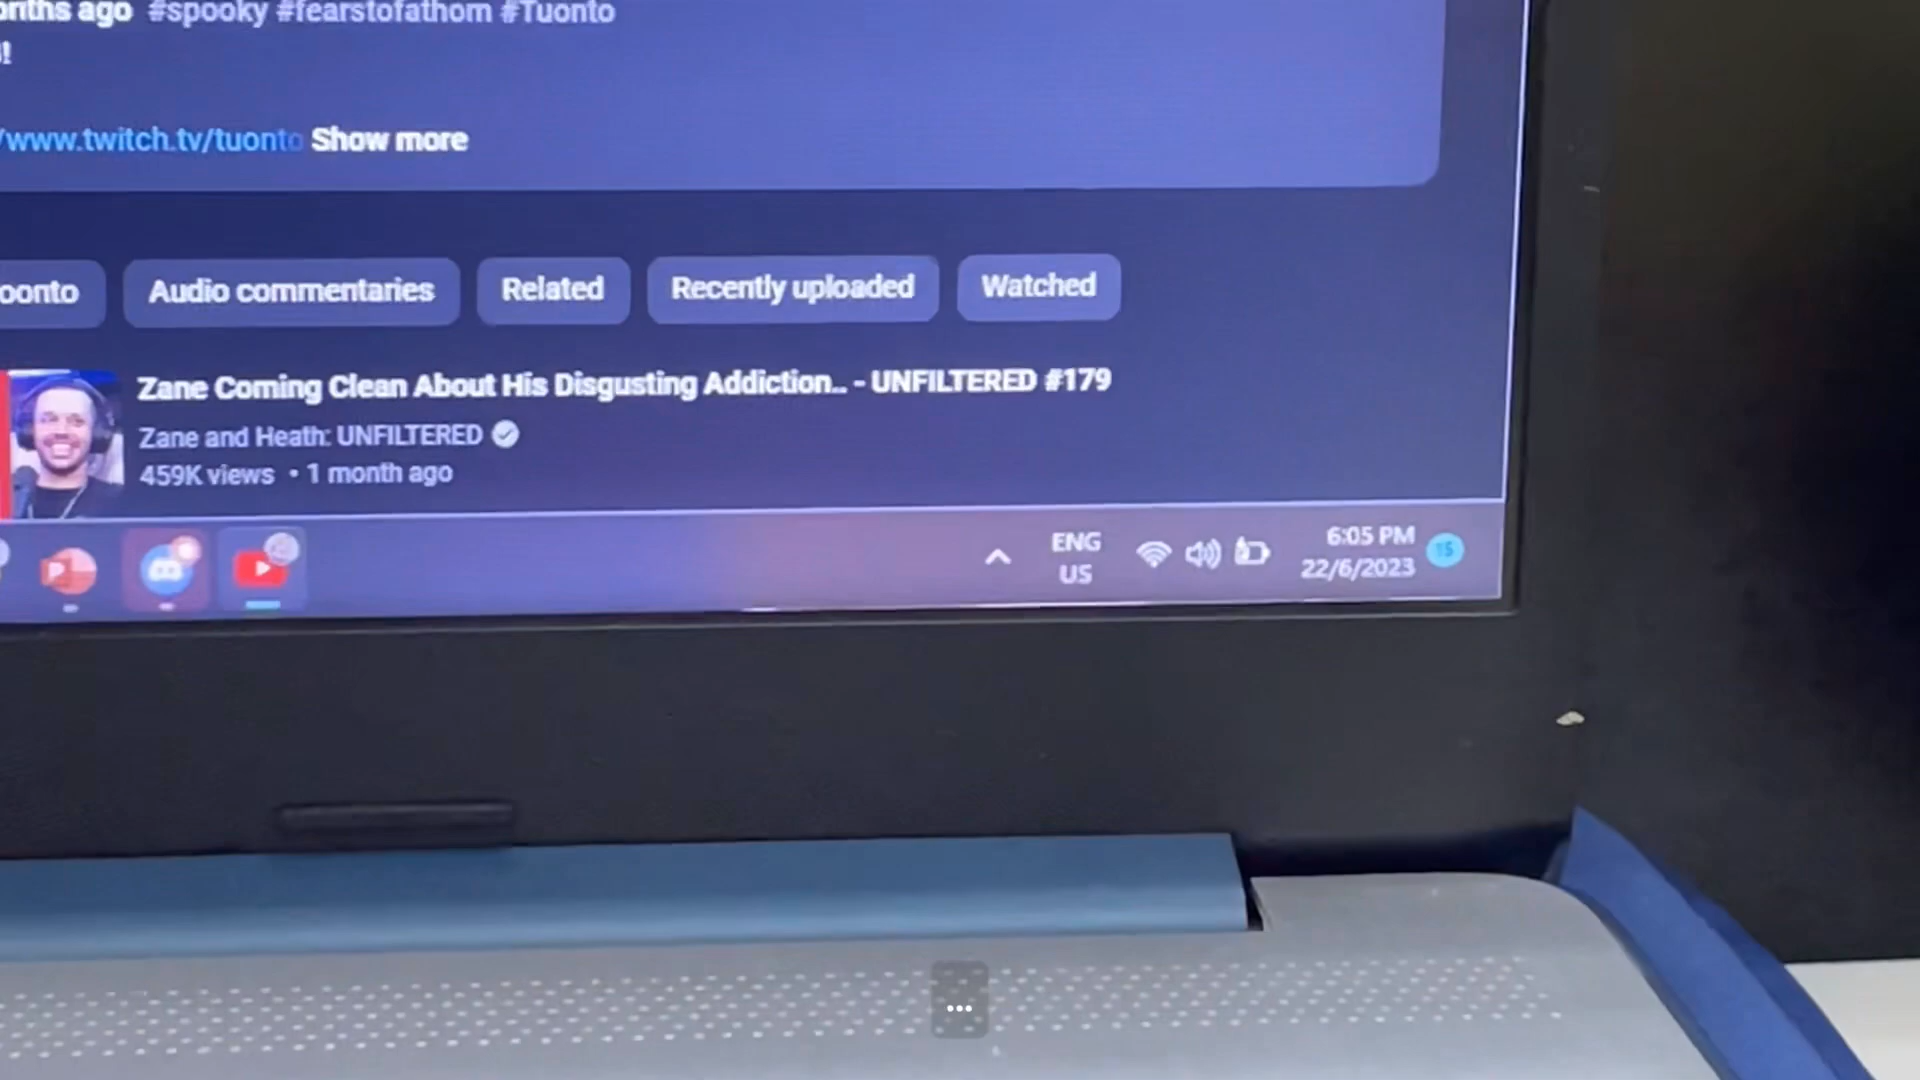 onths ago #spooky #fearstofathom #Tuonto
!
/www.twitch.tv/tuonto Show more
oonto Audio commentaries Related Recently uploaded Watched
Zane Coming Clean About His Disgusting Addiction.. - UNFILTERED #179
Zane and Heath: UNFILTERED
459K views • 1 month ago
ENG
US
6:05 PM
22/6/2023
15